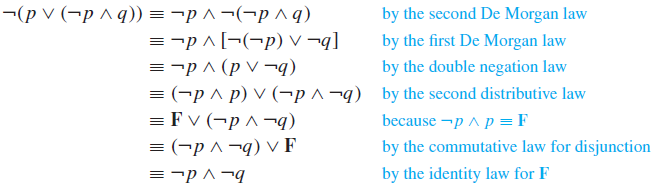 ¬(p ∨ (¬p ∧ q)) ≡ ¬p ∧ ¬(¬p ∧ q) by the second De Morgan law
≡ ¬p ∧ [¬(¬p) ∨ ¬q] by the first De Morgan law
≡ ¬p ∧ (p ∨ ¬q) by the double negation law
≡ (¬p ∧ p) ∨ (¬p ∧ ¬q) by the second distributive law
≡ F ∨ (¬p ∧ ¬q) because ¬p ∧ p ≡ F
≡ (¬p ∧ ¬q) ∨ F by the commutative law for disjunction
≡ ¬p ∧ ¬q by the identity law for F